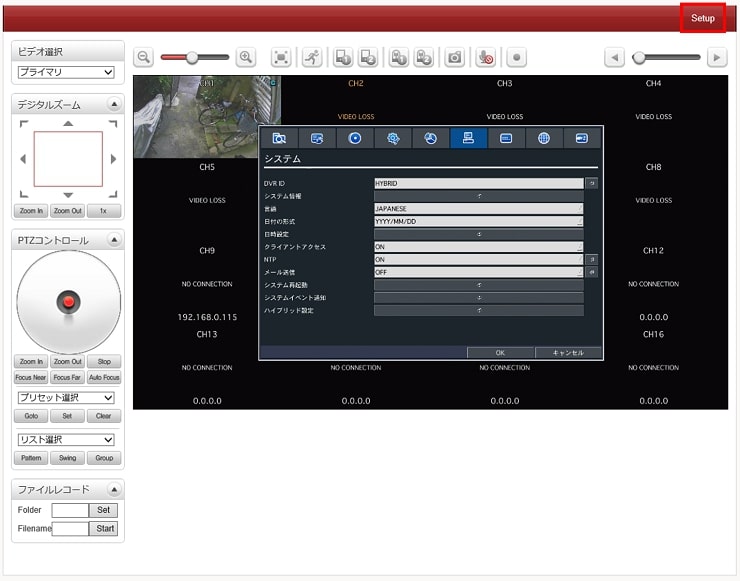 Setup
ビデオ選択
プライマリ
デジタルズーム
Zoom In Zoom Out 1x
PTZコントロール
Zoom In Zoom Out Stop
Focus Near Focus Far Auto Focus
プリセット選択
Goto Set Clear
リスト選択
Pattern Swing Group
ファイルレコード
Folder Set
Filename Start
CH1 CH2 CH3 CH4
VIDEO LOSS VIDEO LOSS VIDEO LOSS
CH5 CH8
VIDEO LOSS VIDEO LOSS
CH9 CH12
NO CONNECTION NO CONNECTION
192.168.0.115 0.0.0.0
CH13 CH16
NO CONNECTION NO CONNECTION NO CONNECTION NO CONNECTION
0.0.0.0 0.0.0.0 0.0.0.0 0.0.0.0
システム
DVR ID HYBRID
システム情報
言語 JAPANESE
日付の形式 YYYY/MM/DD
日時設定
クライアントアクセス ON
NTP ON
メール送信 OFF
システム再起動
システムイベント通知
ハイブリッド設定
OK キャンセル